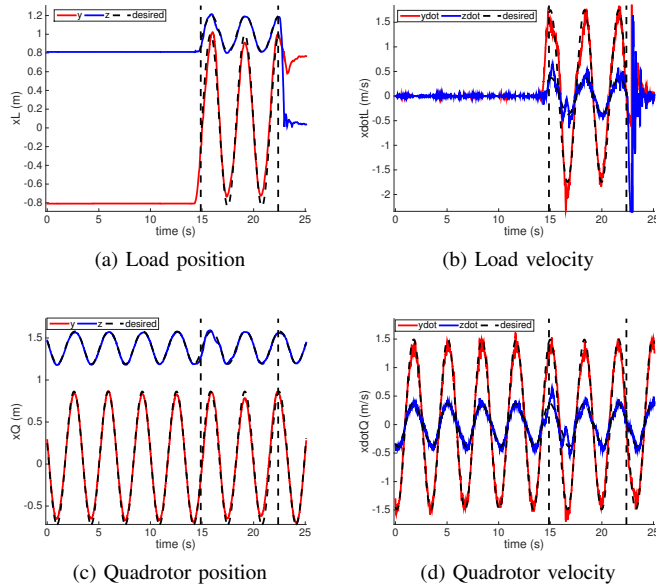 y z desired
1.2
1
0.8
0.6
0.4
0.2
0
0.2
0.4
0.6
-0.8
xL (m)
0 5 10 15 20 25
time (s)
(a) Load position
ydot zdot desired
1.5
1
0.5
0
-0.5
-1
-1.5
-2
xdotL (m/s)
0 5 10 15 20 25
time (s)
(b) Load velocity
y z desired
1.5
1
0.5
0
-0.5
xQ (m)
0 5 10 15 20 25
time (s)
(c) Quadrotor position
ydot zdot desired
1.5
1
0.5
0
-0.5
-1
-1.5
xdotQ (m/s)
0 5 10 15 20 25
time (s)
(d) Quadrotor velocity